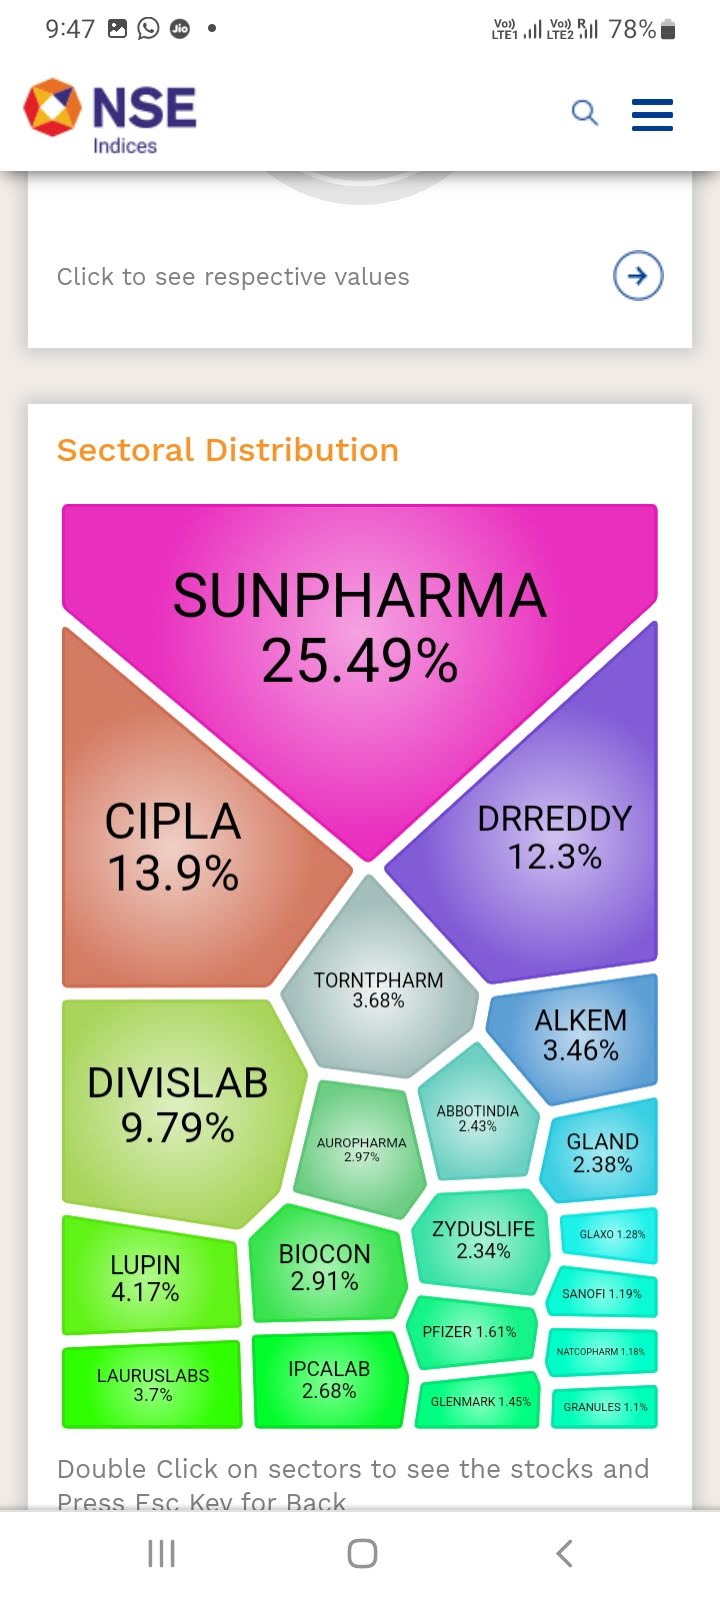 9:47
Jio
Vo) LTE1 Vo) LTE2 R 78%
NSE
Indices
Click to see respective values
Sectoral Distribution
SUNPHARMA
25.49%
CIPLA
13.9%
DRREDDY
12.3%
TORNTPHARM
3.68%
ALKEM
3.46%
DIVISLAB
9.79%
ABBOTINDIA
2.43%
AUROPHARMA
2.97%
GLAND
2.38%
ZYDUSLIFE
2.34%
GLAXO 1.28%
BIOCON
2.91%
LUPIN
4.17%
SANOFI 1.19%
PFIZER 1.61%
NATCOPHARM 1.18%
LAURUSLABS
3.7%
IPCALAB
2.68%
GLENMARK 1.45%
GRANULES 1.1%
Double Click on sectors to see the stocks and
Press Esc Key for Back